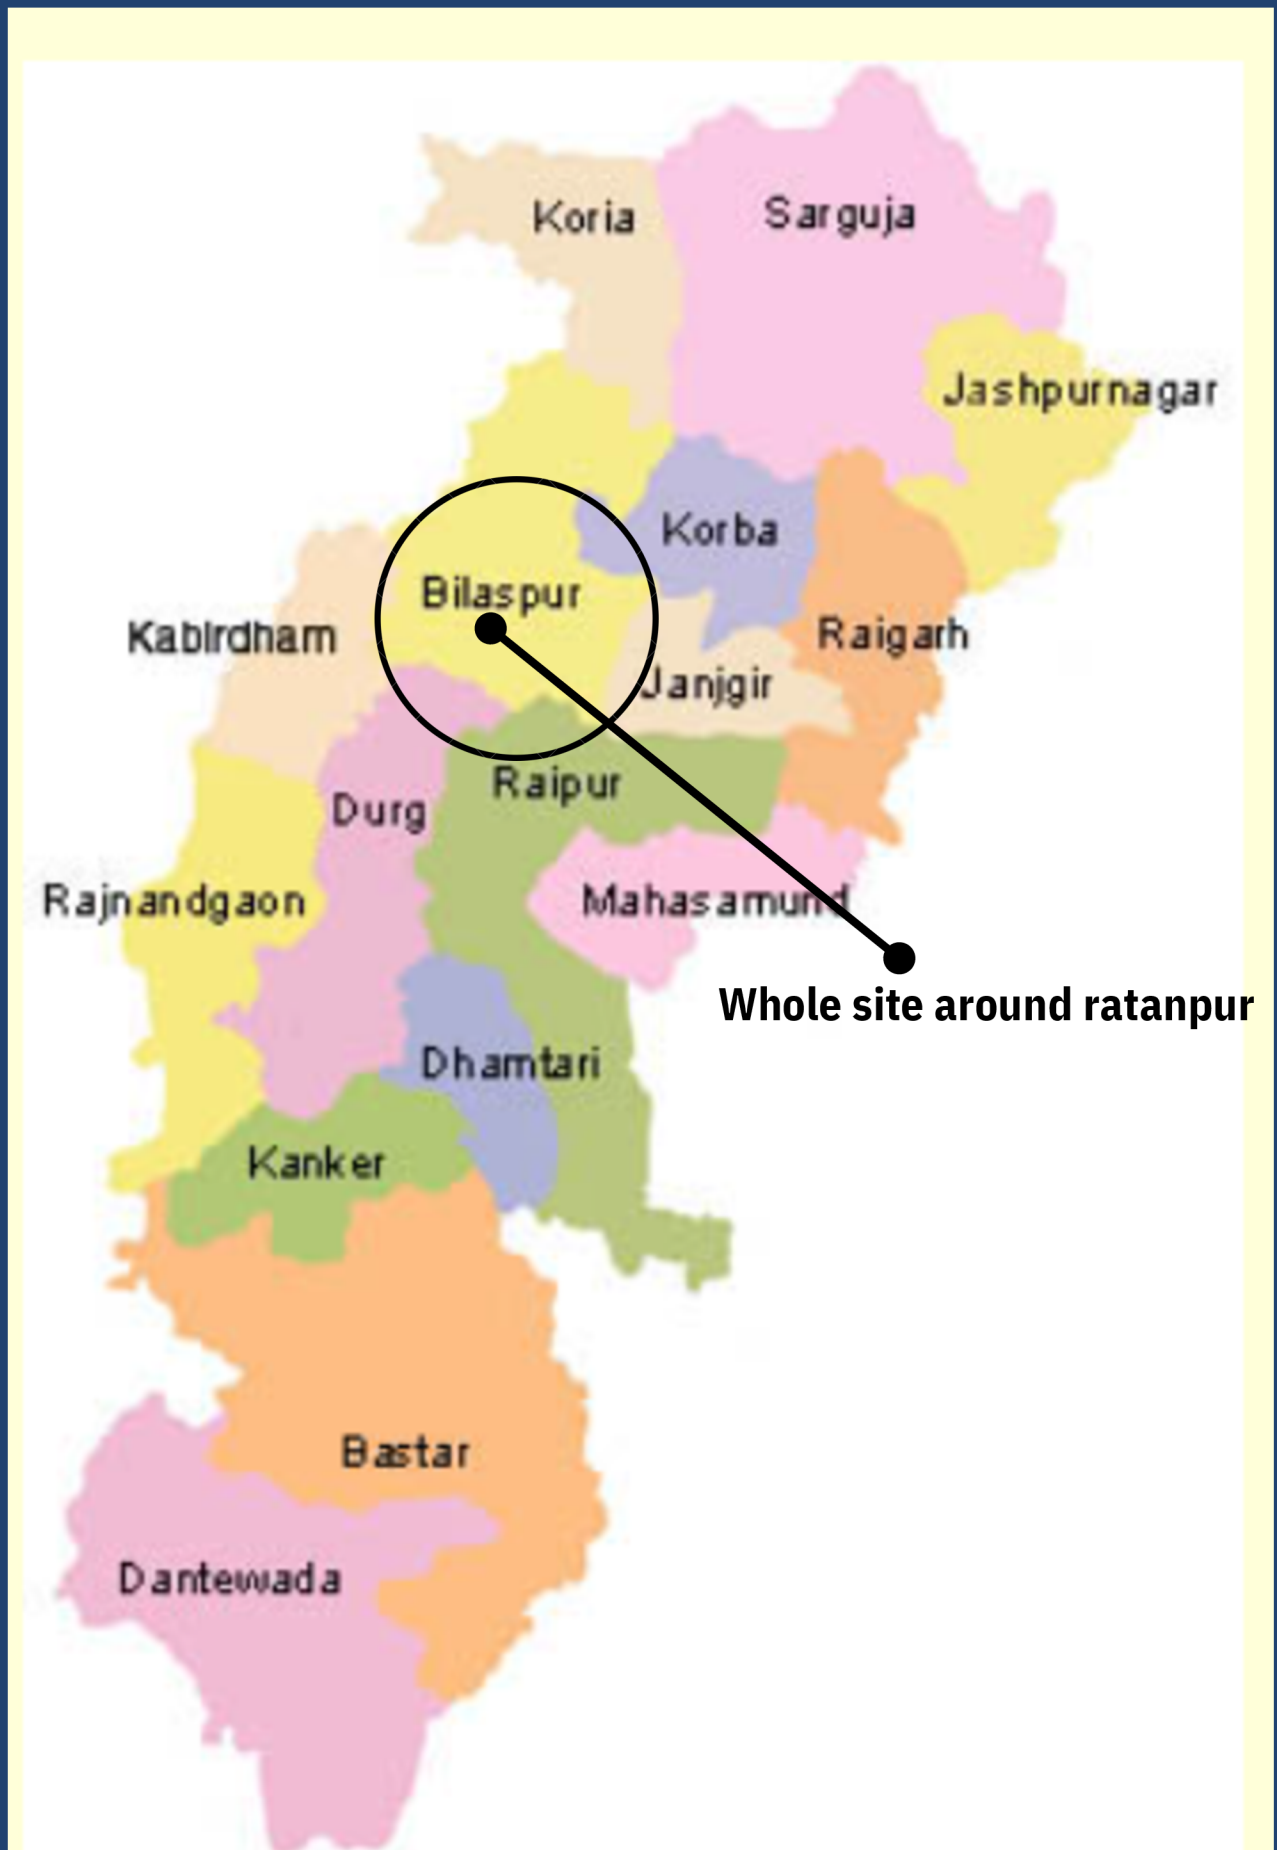 Koria
Sarguja
Jashpurnagar
Korba
Bilaspur
Kabirdham
Raigarh
Janjgir
Raipur
Durg
Rajnandgaon
Mahasamund
Whole site around ratanpur
Dhamtari
Kanker
Bastar
Dantewada